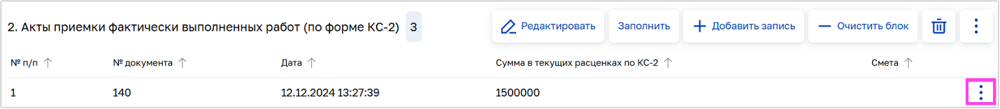 2. Акты приемки фактически выполненных работ (по форме КС-2) 3 Редактировать Заполнить + Добавить запись — Очистить блок
№ п/п ↑ № документа ↑ Дата ↑ Сумма в текущих расценках по КС-2 ↑ Смета ↑
1 140 12.12.2024 13:27:39 1500000